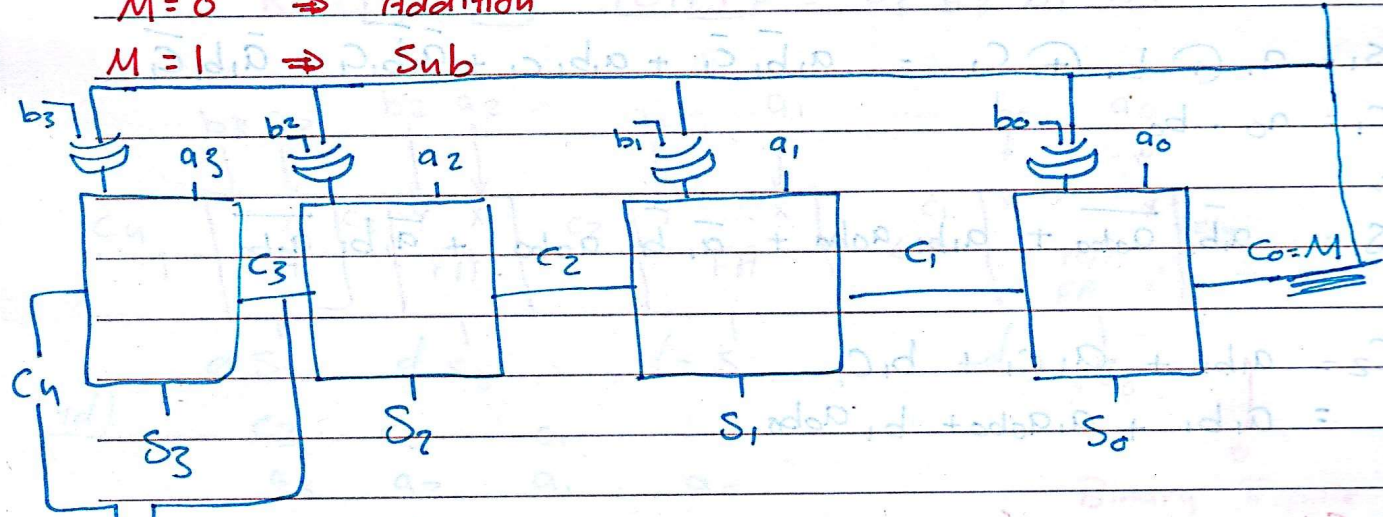 M = 0 ⇒ Addition
M = 1 ⇒ Sub
b3 a3 b2 a2 b1 a1 b0 a0
C3 C2 C1 C0=M
C4
S3 S2 S1 S0